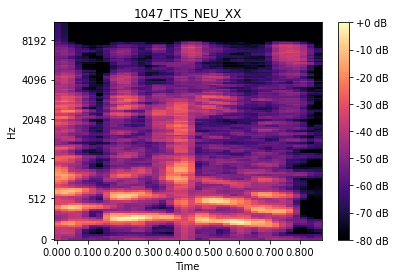 1047_ITS_NEU_XX
Hz
8192
4096
2048
1024
512
0
0.000 0.100 0.200 0.300 0.400 0.500 0.600 0.700 0.800
Time
+0 dB
-10 dB
-20 dB
-30 dB
-40 dB
-50 dB
-60 dB
-70 dB
-80 dB